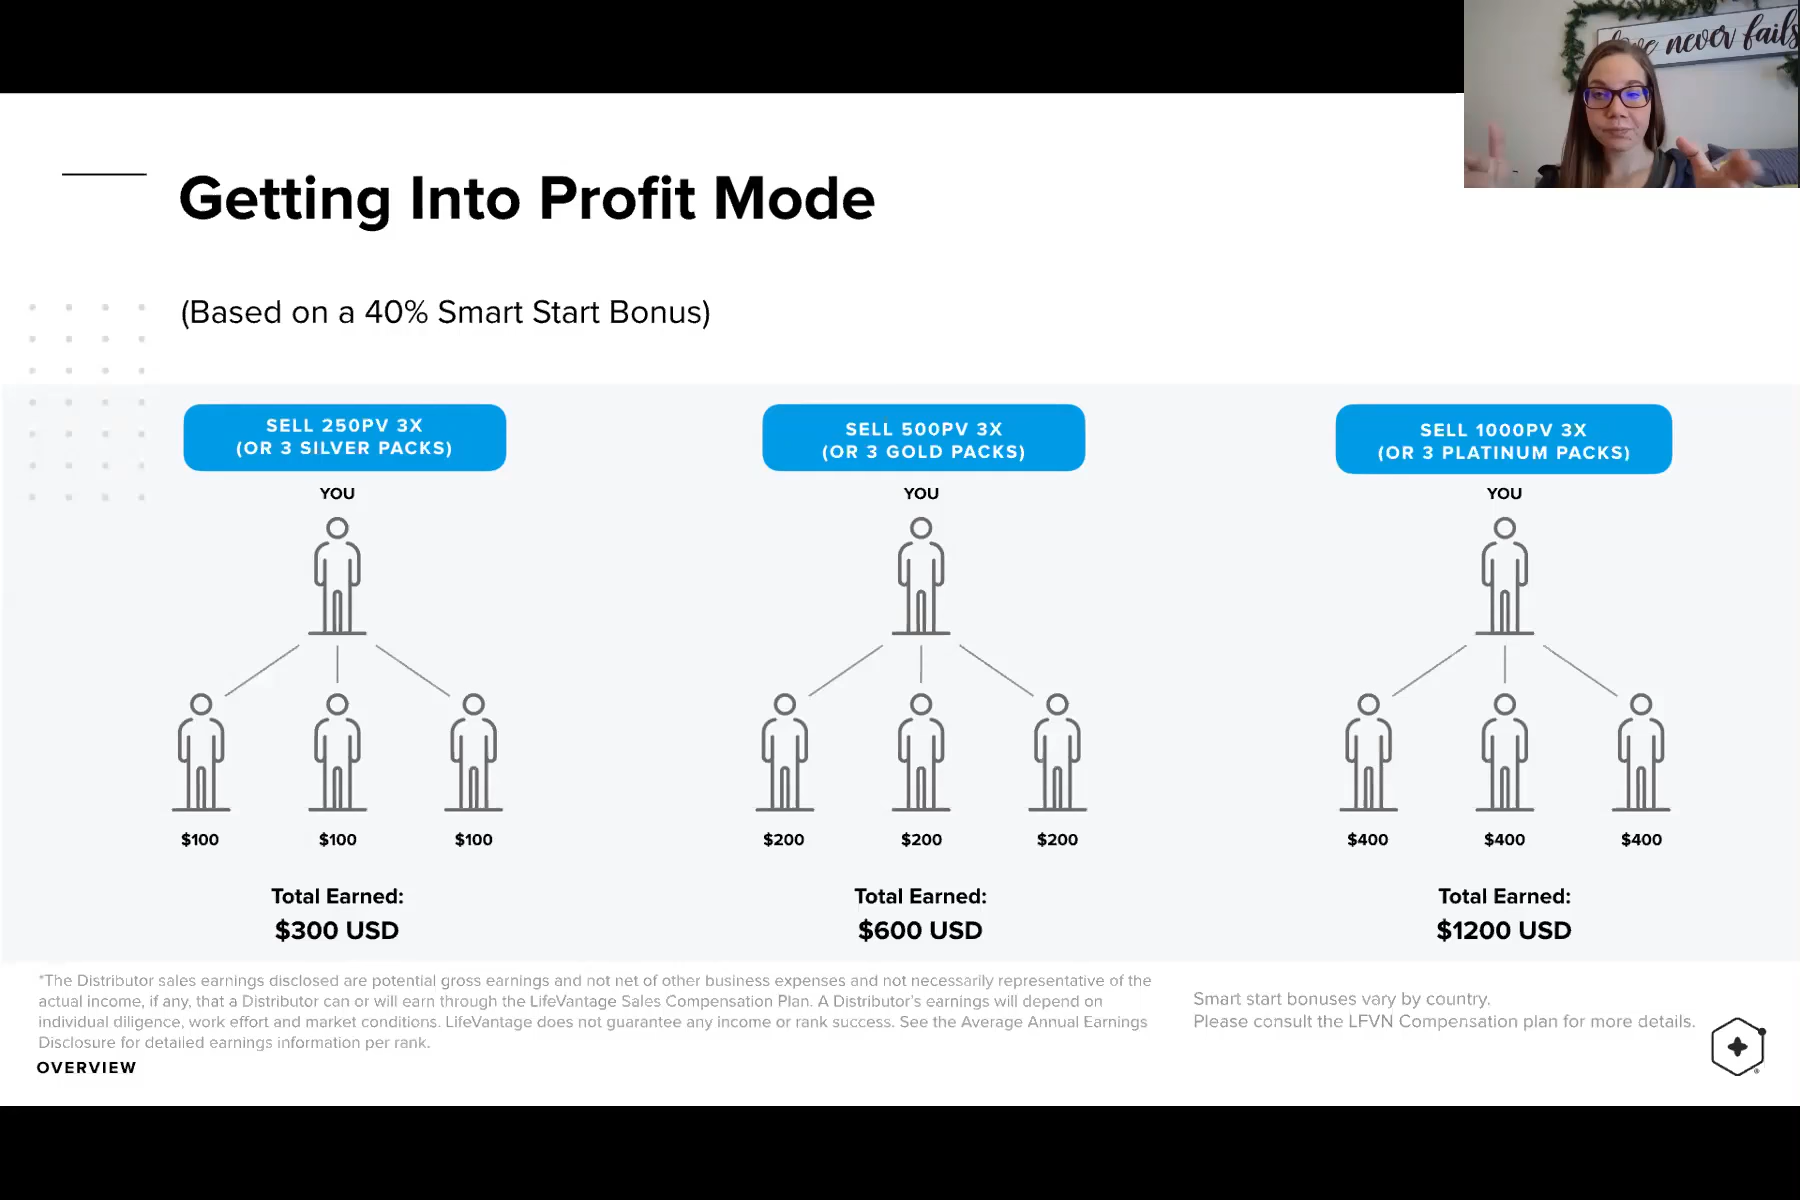 never fails
Getting Into Profit Mode
(Based on a 40% Smart Start Bonus)
SELL 250PV 3X
(OR 3 SILVER PACKS)
YOU
$100 $100 $100
Total Earned:
$300 USD
SELL 500PV 3X
(OR 3 GOLD PACKS)
YOU
$200 $200 $200
Total Earned:
$600 USD
SELL 1000PV 3X
(OR 3 PLATINUM PACKS)
YOU
$400 $400 $400
Total Earned:
$1200 USD
*The Distributor sales earnings disclosed are potential gross earnings and not net of other business expenses and not necessarily representative of the
actual income, if any, that a Distributor can or will earn through the LifeVantage Sales Compensation Plan. A Distributor's earnings will depend on
individual diligence, work effort and market conditions. LifeVantage does not guarantee any income or rank success. See the Average Annual Earnings
Disclosure for detailed earnings information per rank.
Smart start bonuses vary by country.
Please consult the LFVN Compensation plan for more details.
OVERVIEW